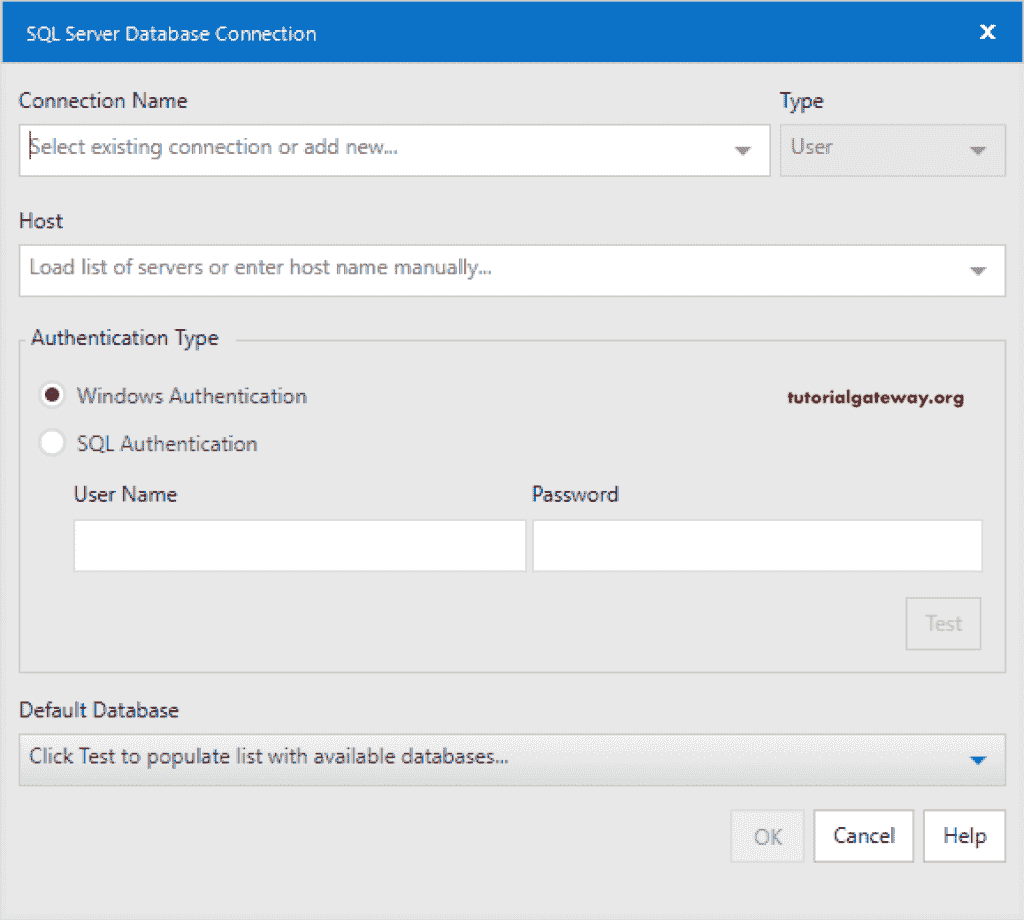 SQL Server Database Connection
Connection Name
Type
Select existing connection or add new...
User
Host
Load list of servers or enter host name manually...
Authentication Type
Windows Authentication
tutorialgateway.org
SQL Authentication
User Name
Password
Test
Default Database
Click Test to populate list with available databases...
OK
Cancel
Help